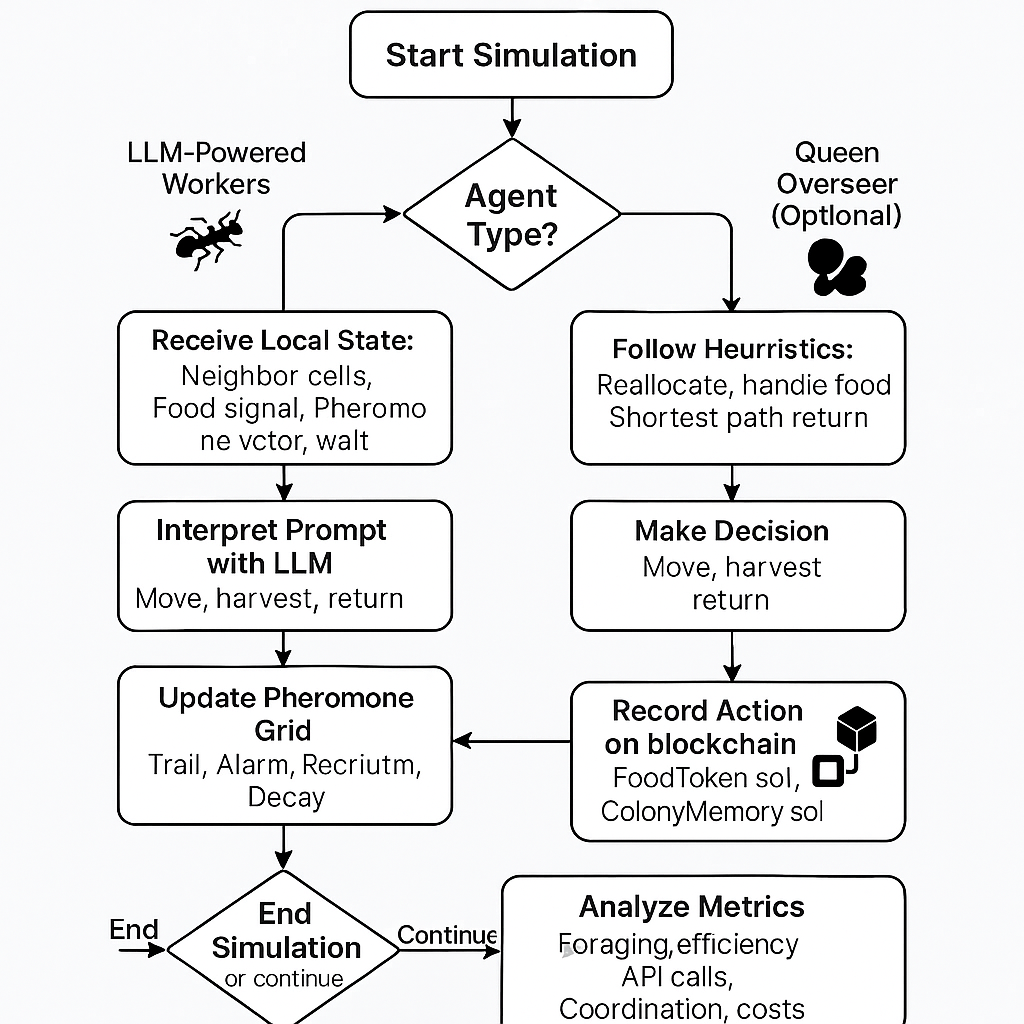 Start Simulation
LLM-Powered
Workers
Agent
Type?
Queen
Overseer
(Optlonal)
Receive Local State:
Neighbor cells,
Food signal, Pheromo
ne vctor, walt
Follow Heurristics:
Reallocate, handie food
Shortest path return
Interpret Prompt
with LLM
Move, harvest, return
Make Decision
Move, harvest
return
Update Pheromone
Grid
Trail, Alarm, Recriutm,
Decay
Record Action
on blockchain
FoodToken sol,
ColonyMemory sol
End
End
Simulation
or continue
Continue
Analyze Metrics
Foraging, efficiency
API calls,
Coordination, costs